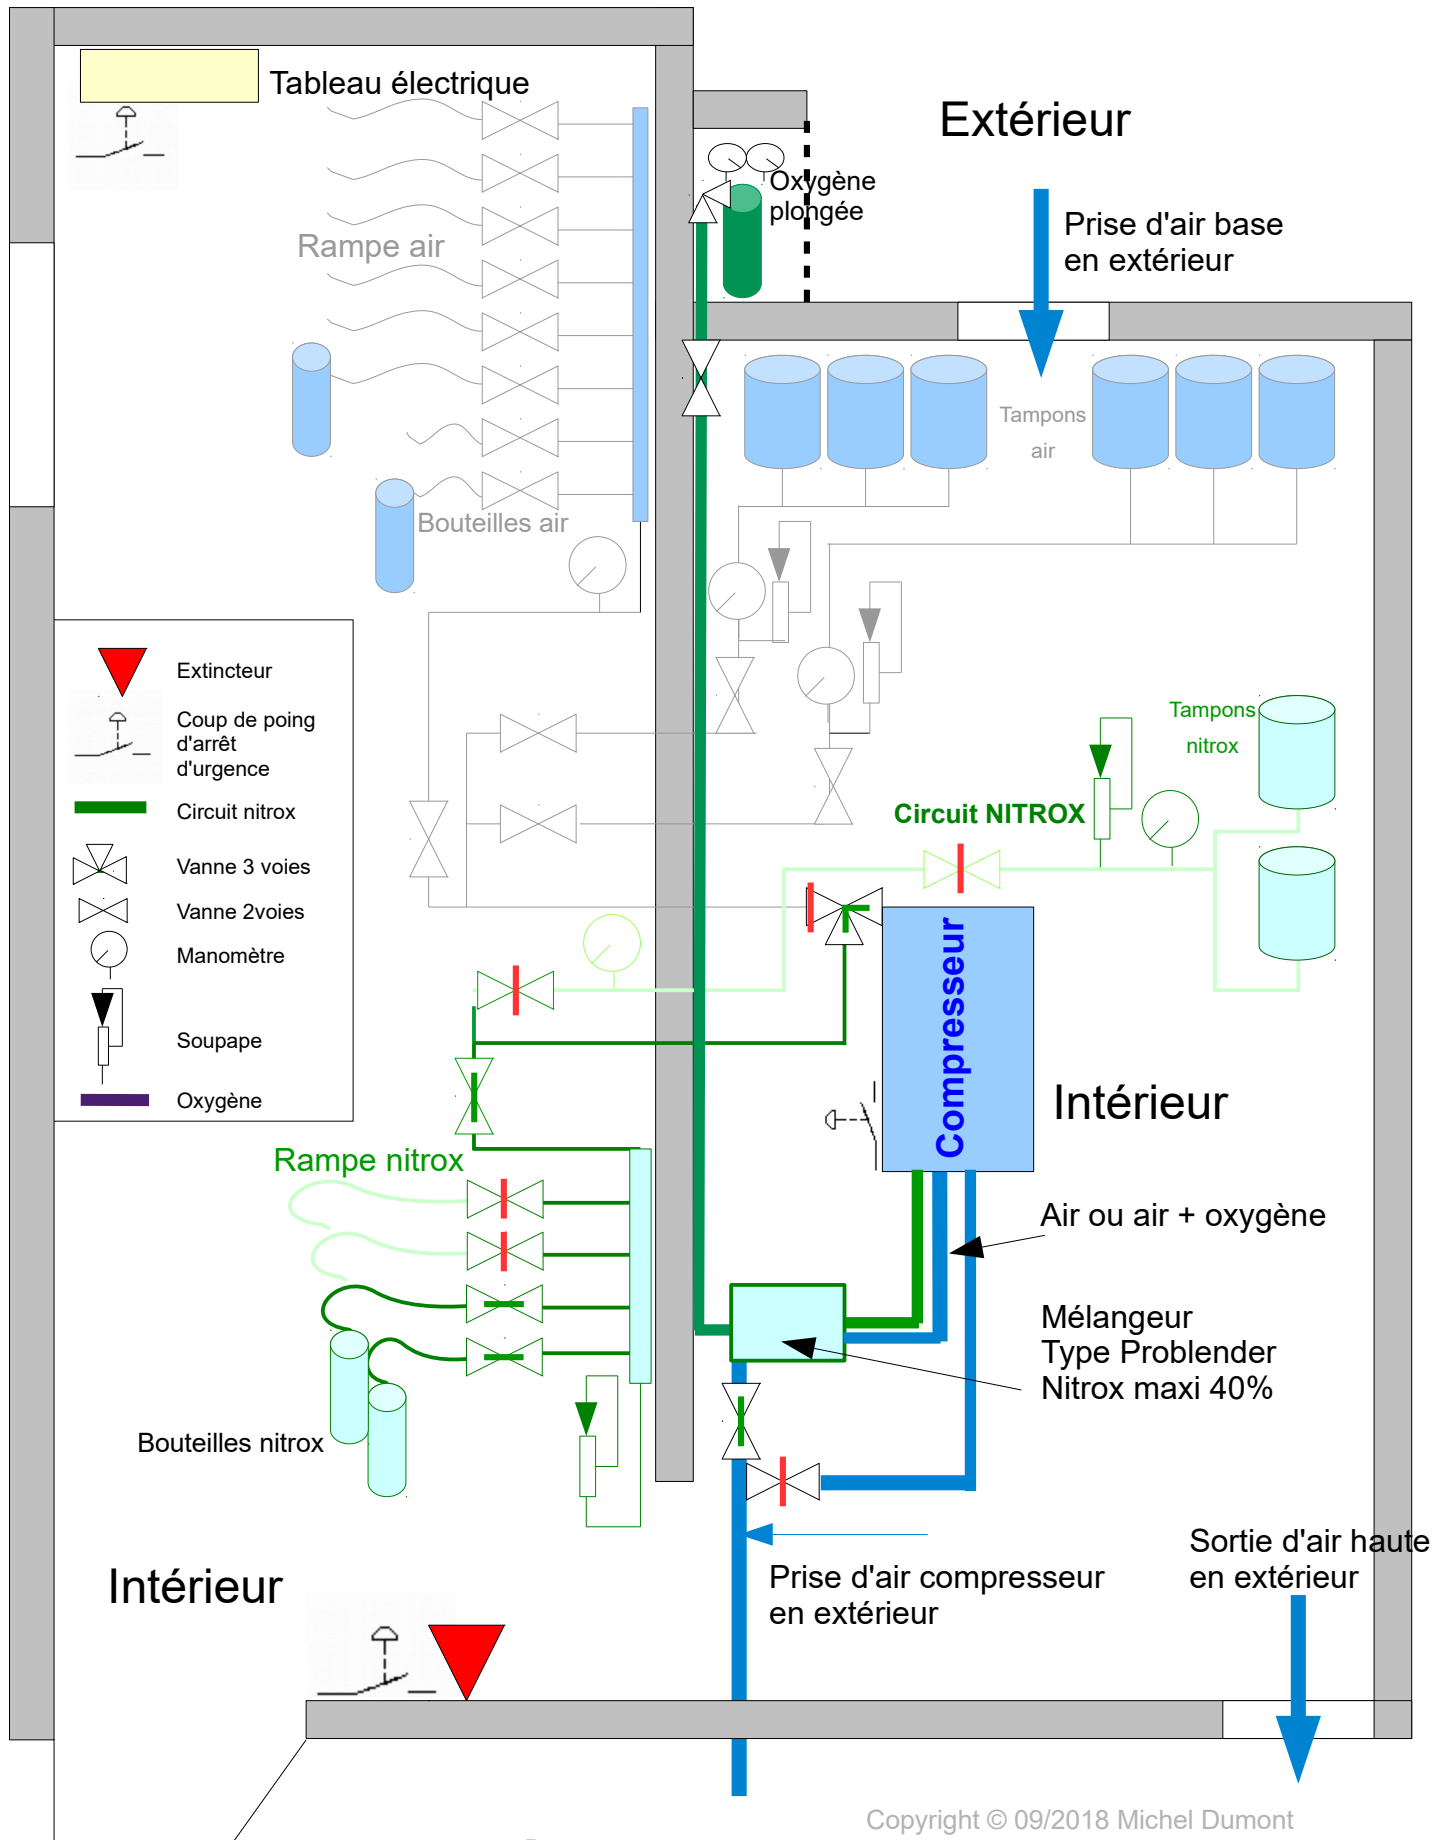 Tableau électrique
Extérieur
Oxygène
plongée
Prise d'air base
en extérieur
Rampe air
Tampons
air
Bouteilles air
Extincteur
Coup de poing
d'arrêt
d'urgence
Circuit nitrox
Vanne 3 voies
Vanne 2voies
Manomètre
Soupape
Oxygène
Tampons
nitrox
Circuit NITROX
Compresseur
Intérieur
Rampe nitrox
Air ou air + oxygène
Mélangeur
Type Problender
Nitrox maxi 40%
Bouteilles nitrox
Prise d'air compresseur
en extérieur
Sortie d'air haute
en extérieur
Intérieur
Copyright © 09/2018 Michel Dumont